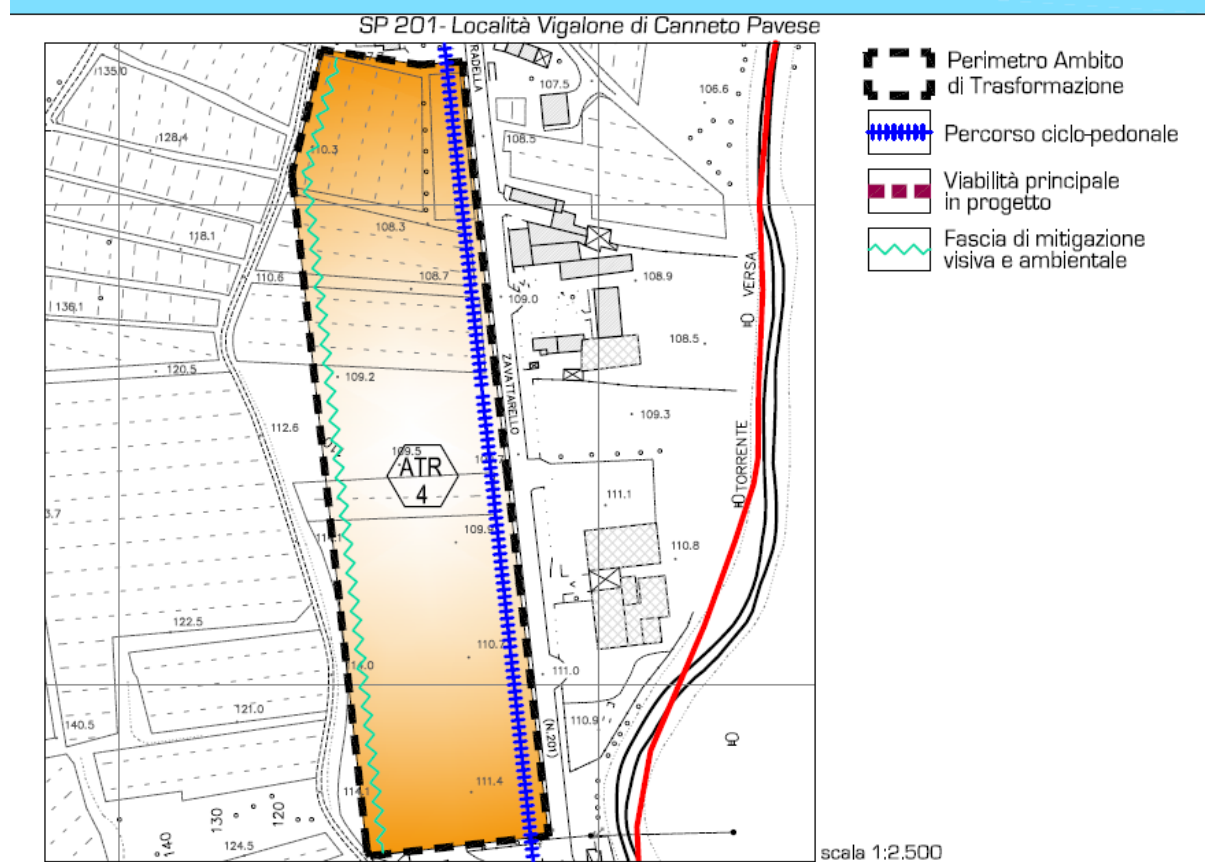 SP 201- Località Vigalone di Canneto Pavese
Perimetro Ambito
di Trasformazione
Percorso ciclo-pedonale
Viabilità principale
in progetto
Fascia di mitigazione
visiva e ambientale
135.0
107.5
106.6
128.4
108.5
110.3
118.1
108.3
108.7
108.9
110.6
109.0
VERSA
136.1
108.5
120.5
109.2
ZAVATTARELLO
109.3
112.6
109.5
ATR
4
TORRENTE
111.1
109.9
110.8
122.5
110.7
111.0
121.0
110.9
140.5
(N.201)
111.4
114.1
130
120
140
124.5
scala 1:2.500